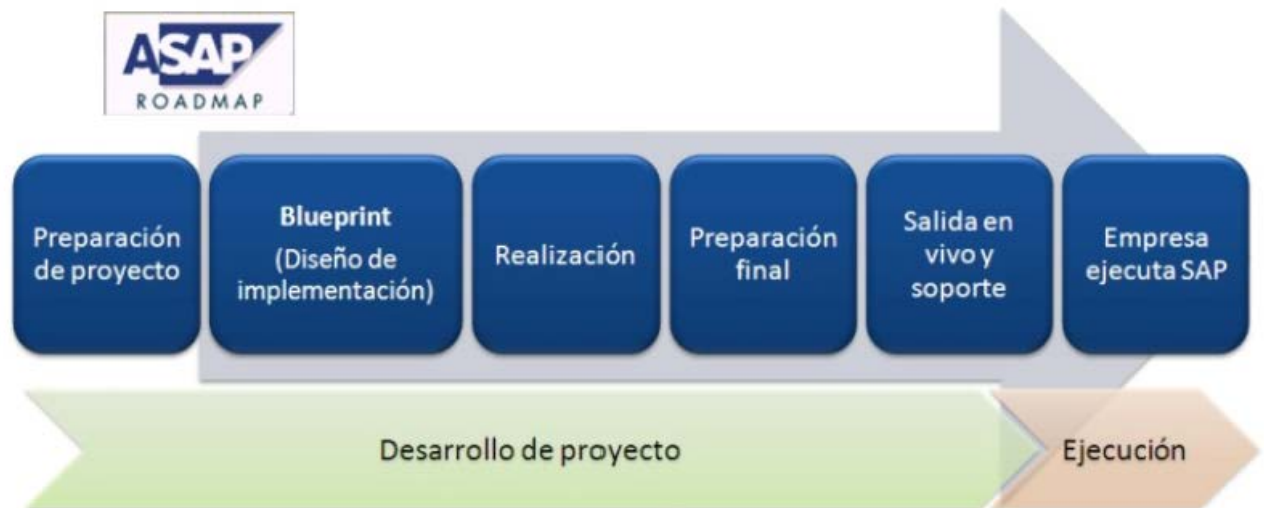 ASAP
ROADMAP
Preparación
de proyecto
Blueprint
(Diseño de
implementación)
Realización
Preparación
final
Salida en
vivo y
soporte
Empresa
ejecuta SAP
Desarrollo de proyecto
Ejecución